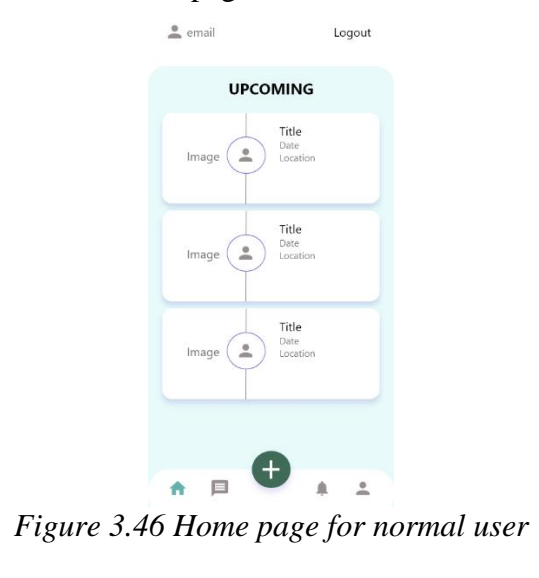 email Logout
UPCOMING
Title
Date
Image
Location
Title
Date
Image
Location
Title
Date
Image
Location
Figure 3.46 Home page for normal user